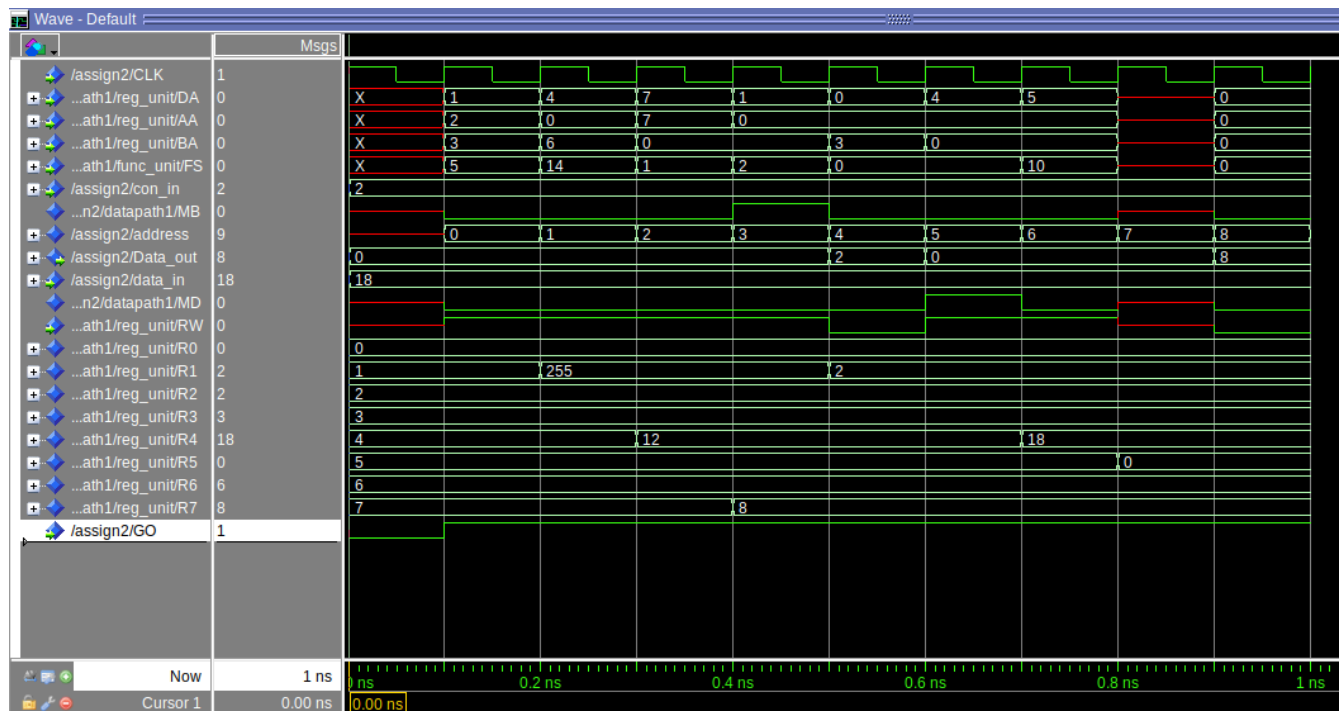 Wave - Default
Msgs
/assign2/CLK 1
...ath1/reg_unit/DA 0 X 1 4 7 1 0 4 5 0
...ath1/reg_unit/AA 0 X 2 0 7 0 0
...ath1/reg_unit/BA 0 X 3 6 0 3 0 0
...ath1/func_unit/FS 0 X 5 14 1 2 0 10 0
/assign2/con_in 2 2
...n2/datapath1/MB 0
/assign2/address 9 0 1 2 3 4 5 6 7 8
/assign2/Data_out 8 0 2 0 8
/assign2/data_in 18 18
...n2/datapath1/MD 0
...ath1/reg_unit/RW 0
...ath1/reg_unit/R0 0 0
...ath1/reg_unit/R1 2 1 255 2
...ath1/reg_unit/R2 2 2
...ath1/reg_unit/R3 3 3
...ath1/reg_unit/R4 18 4 12 18
...ath1/reg_unit/R5 0 5 0
...ath1/reg_unit/R6 6 6
...ath1/reg_unit/R7 8 7 8
/assign2/GO 1
Now 1 ns ns 0.2 ns 0.4 ns 0.6 ns 0.8 ns 1 ns
Cursor 1 0.00 ns 0.00 ns